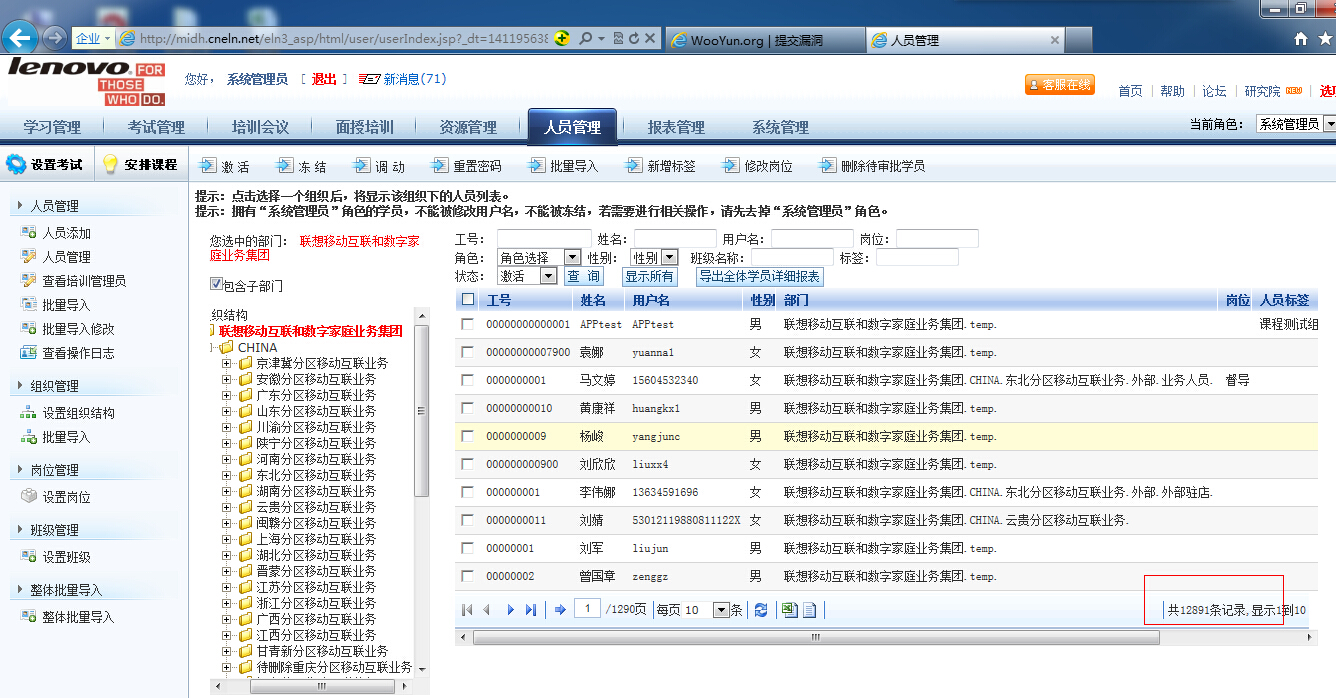 企业
http://midh.cneln.net/eln3_asp/html/user/userIndex.jsp?_dt=141195638
WooYun.org | 提交漏洞
人员管理
lenovo FOR THOSE WHO DO.
您好， 系统管理员 [ 退出 ] 新消息(71)
客服在线
首页 | 帮助 | 论坛 | 研究院 NEW
学习管理 考试管理 培训会议 面授培训 资源管理 人员管理 报表管理 系统管理
当前角色： 系统管理员
设置考试 安排课程 激 活 冻 结 调 动 重置密码 批量导入 新增标签 修改岗位 删除待审批学员
人员管理
人员添加
人员管理
查看培训管理员
批量导入
批量导入修改
查看操作日志
组织管理
设置组织结构
批量导入
岗位管理
设置岗位
班级管理
设置班级
整体批量导入
整体批量导入
提示：点击选择一个组织后，将显示该组织下的人员列表。
提示：拥有“系统管理员”角色的学员，不能被修改用户名，不能被冻结，若需要进行相关操作，请先去掉“系统管理员”角色。
您选中的部门： 联想移动互联和数字家
庭业务集团
包含子部门
织结构
联想移动互联和数字家庭业务集团
CHINA
京津冀分区移动互联业务
安徽分区移动互联业务
广东分区移动互联业务
山东分区移动互联业务
川渝分区移动互联业务
陕宁分区移动互联业务
河南分区移动互联业务
东北分区移动互联业务
湖南分区移动互联业务
云贵分区移动互联业务
闽赣分区移动互联业务
上海分区移动互联业务
湖北分区移动互联业务
晋蒙分区移动互联业务
江苏分区移动互联业务
浙江分区移动互联业务
广西分区移动互联业务
江西分区移动互联业务
甘青新分区移动互联业务
待删除重庆分区移动互联业务
工号： 姓名： 用户名： 岗位：
角色： 角色选择 性别： 性别 班级名称： 标签：
状态： 激活 查 询 显示所有 导出全体学员详细报表
工号 姓名 用户名 性别 部门 岗位 人员标签
00000000000001 APPtest APPtest 男 联想移动互联和数字家庭业务集团.temp. 课程测试组
00000000007900 袁娜 yuanna1 女 联想移动互联和数字家庭业务集团.temp.
0000000001 马文婷 15604532340 女 联想移动互联和数字家庭业务集团.CHINA.东北分区移动互联业务.外部.业务人员. 督导
00000000010 黄康祥 huangkx1 男 联想移动互联和数字家庭业务集团.temp.
0000000009 杨峻 yangjunc 男 联想移动互联和数字家庭业务集团.temp.
000000000900 刘欣欣 liuxx4 女 联想移动互联和数字家庭业务集团.temp.
000000001 李伟娜 13634591696 女 联想移动互联和数字家庭业务集团.CHINA.东北分区移动互联业务.外部.外部驻店.
0000000011 刘婧 53012119880811122X 女 联想移动互联和数字家庭业务集团.CHINA.云贵分区移动互联业务.
00000001 刘军 liujun 男 联想移动互联和数字家庭业务集团.temp.
00000002 曾国章 zenggz 男 联想移动互联和数字家庭业务集团.temp.
1 /1290页 每页 10 条 共12891条记录,显示1到10